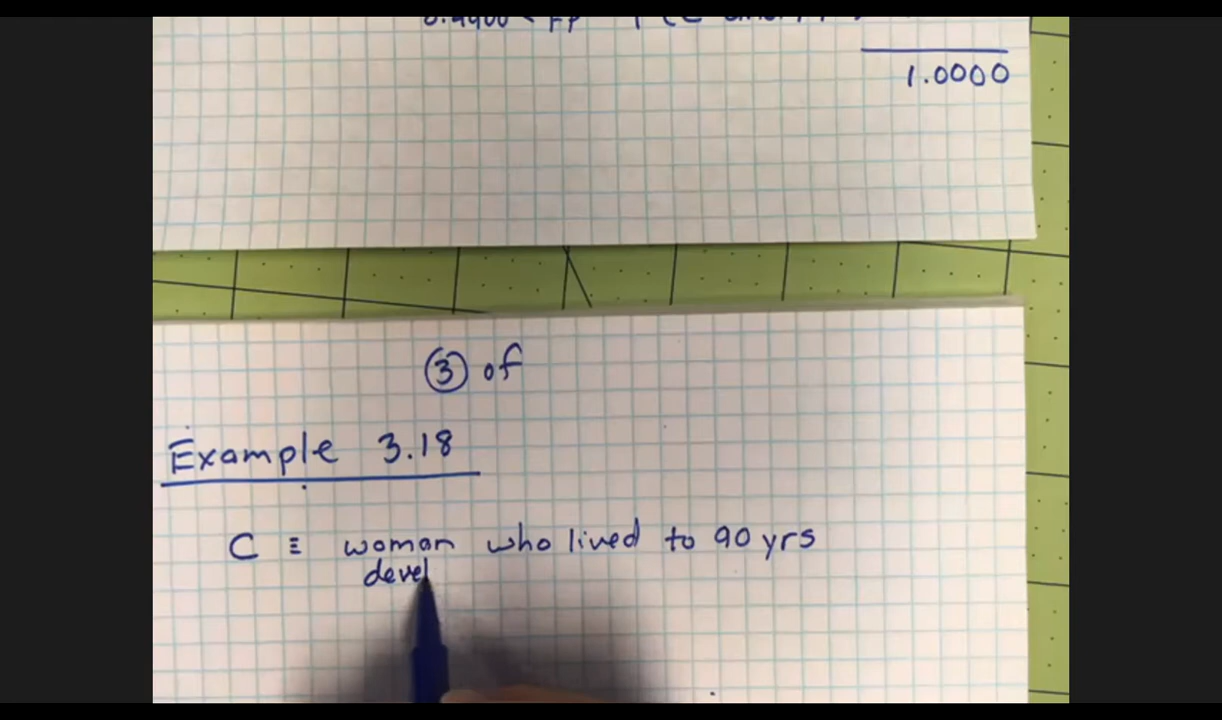 1.0000
③ of
Example 3.18
C ≡ woman who lived to 90 yrs
devel